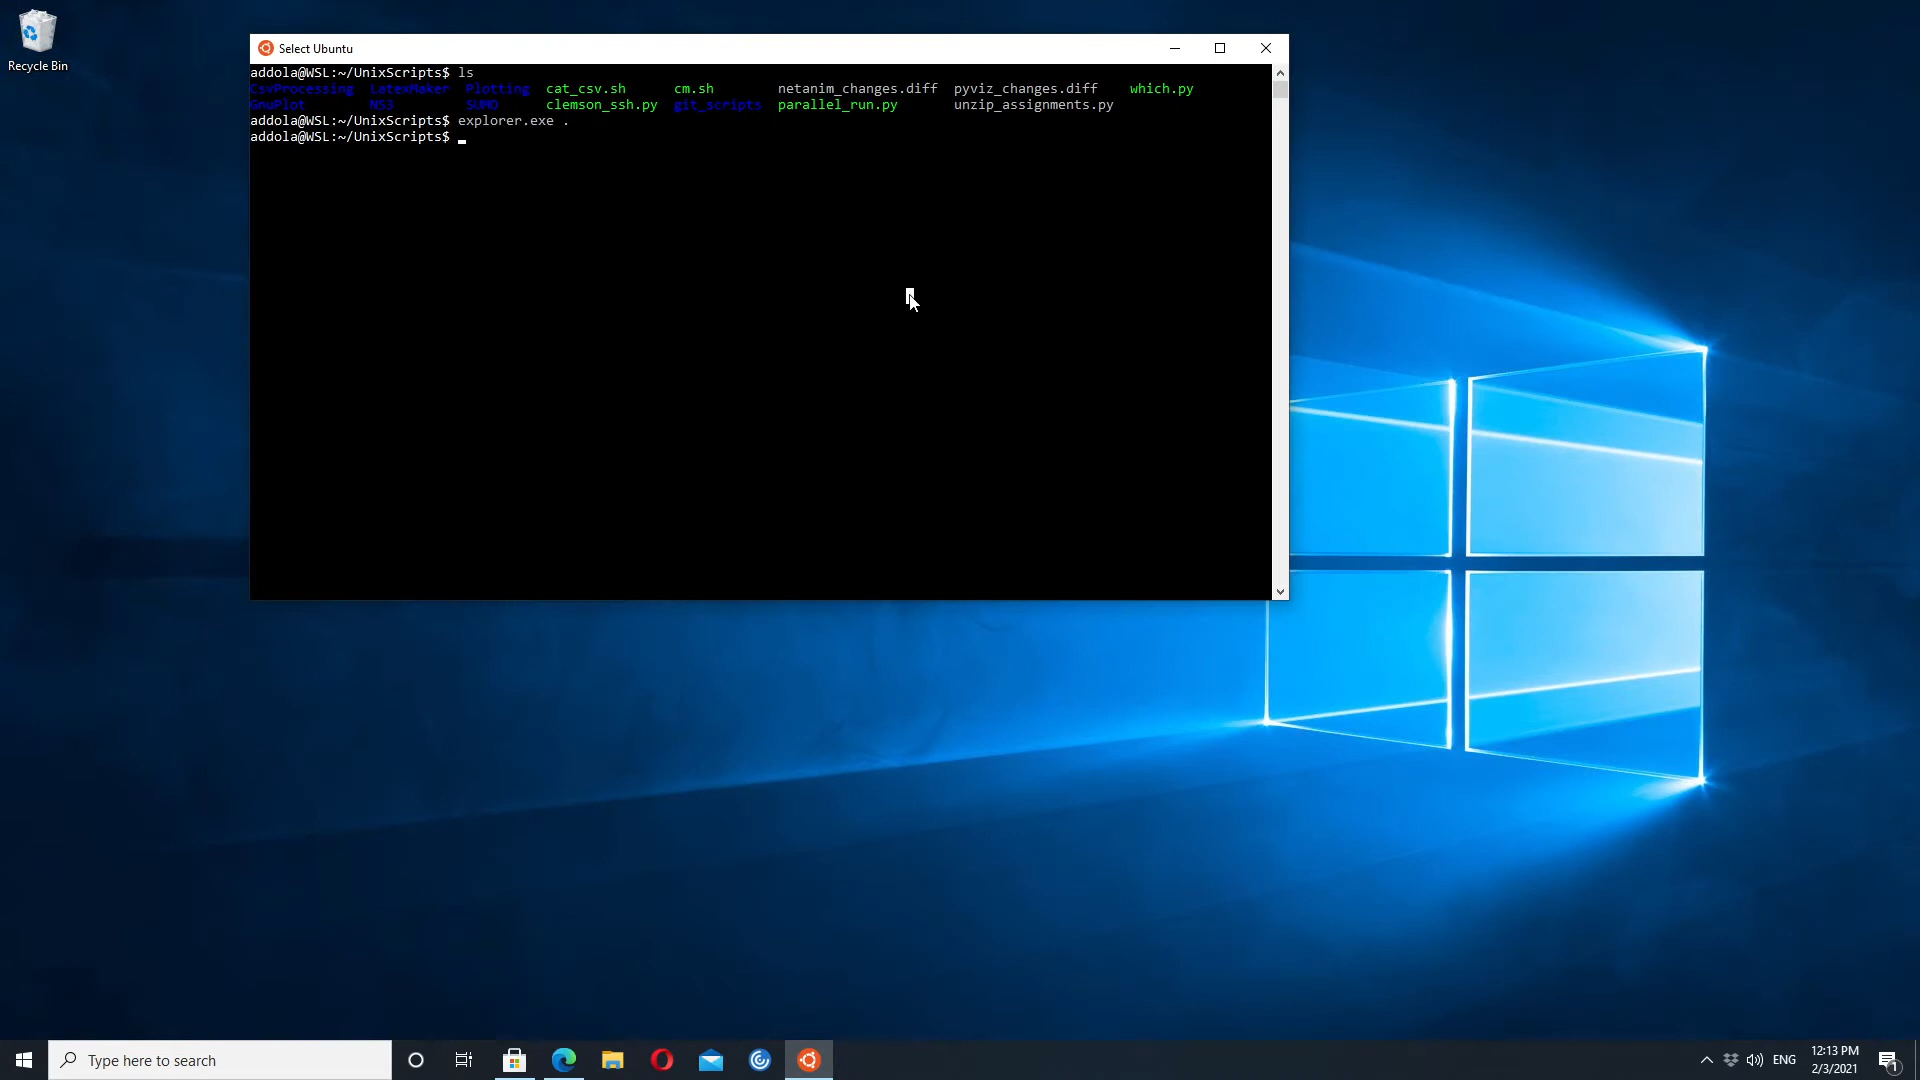 Recycle Bin
Select Ubuntu
addola@WSL:~/UnixScripts$ ls
CsvProcessing LatexMaker Plotting cat_csv.sh cm.sh netanim_changes.diff pyviz_changes.diff which.py
GnuPlot NS3 SUMO clemson_ssh.py git_scripts parallel_run.py unzip_assignments.py
addola@WSL:~/UnixScripts$ explorer.exe .
addola@WSL:~/UnixScripts$
Type here to search
ENG
12:13 PM
2/3/2021
1